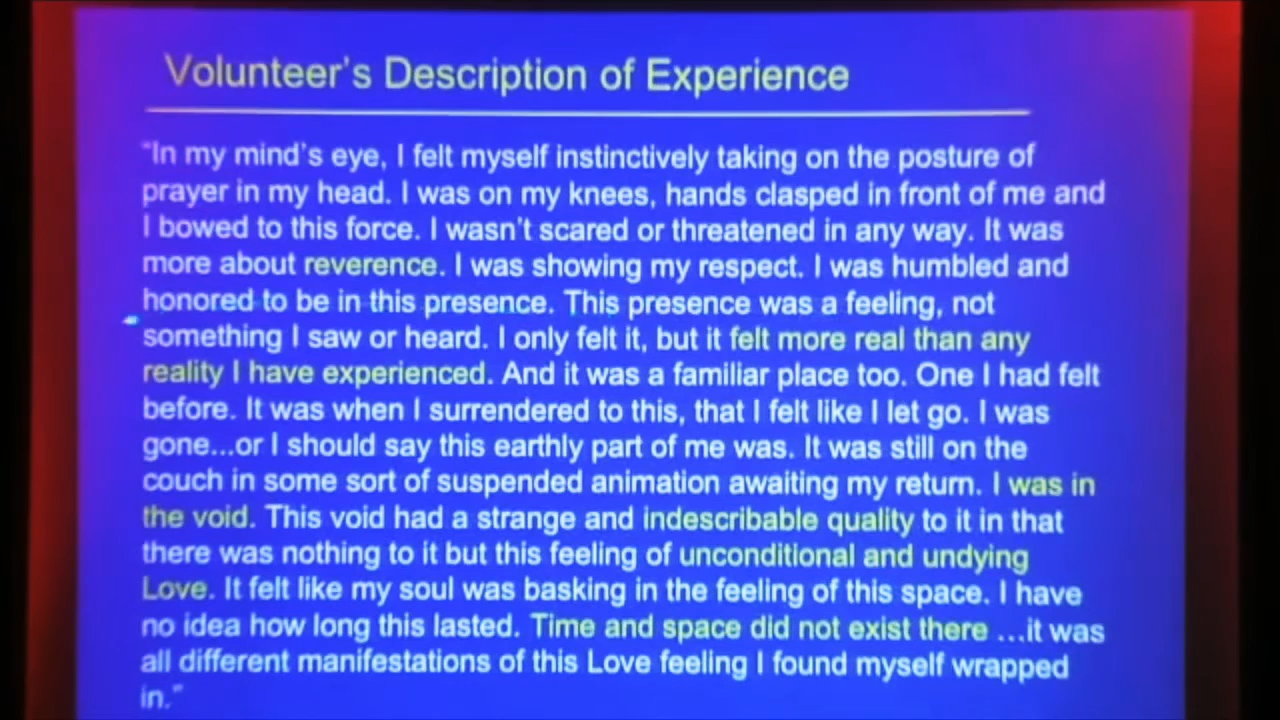 Volunteer's Description of Experience
"In my mind's eye, I felt myself instinctively taking on the posture of
prayer in my head. I was on my knees, hands clasped in front of me and
I bowed to this force. I wasn't scared or threatened in any way. It was
more about reverence. I was showing my respect. I was humbled and
honored to be in this presence. This presence was a feeling, not
something I saw or heard. I only felt it, but it felt more real than any
reality I have experienced. And it was a familiar place too. One I had felt
before. It was when I surrendered to this, that I felt like I let go. I was
gone...or I should say this earthly part of me was. It was still on the
couch in some sort of suspended animation awaiting my return. I was in
the void. This void had a strange and indescribable quality to it in that
there was nothing to it but this feeling of unconditional and undying
Love. It felt like my soul was basking in the feeling of this space. I have
no idea how long this lasted. Time and space did not exist there ...it was
all different manifestations of this Love feeling I found myself wrapped
in."